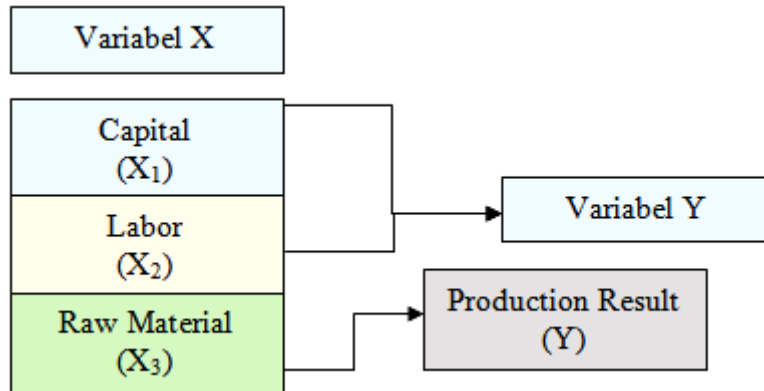 Variabel X
Capital
(X₁)
Labor
(X₂)
Raw Material
(X₃)
Variabel Y
Production Result
(Y)